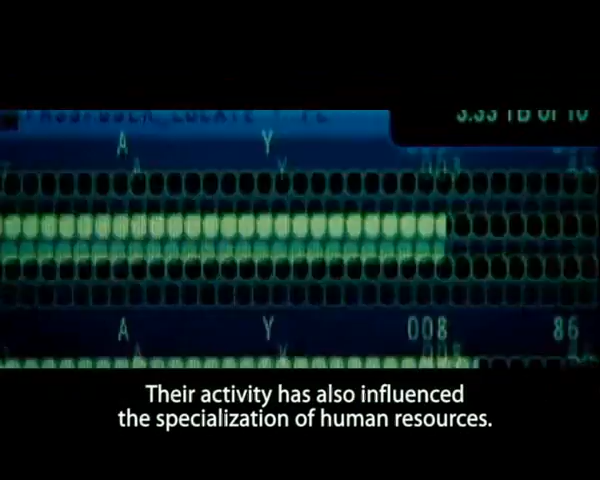 A Y
A Y 008 86
Their activity has also influenced
the specialization of human resources.